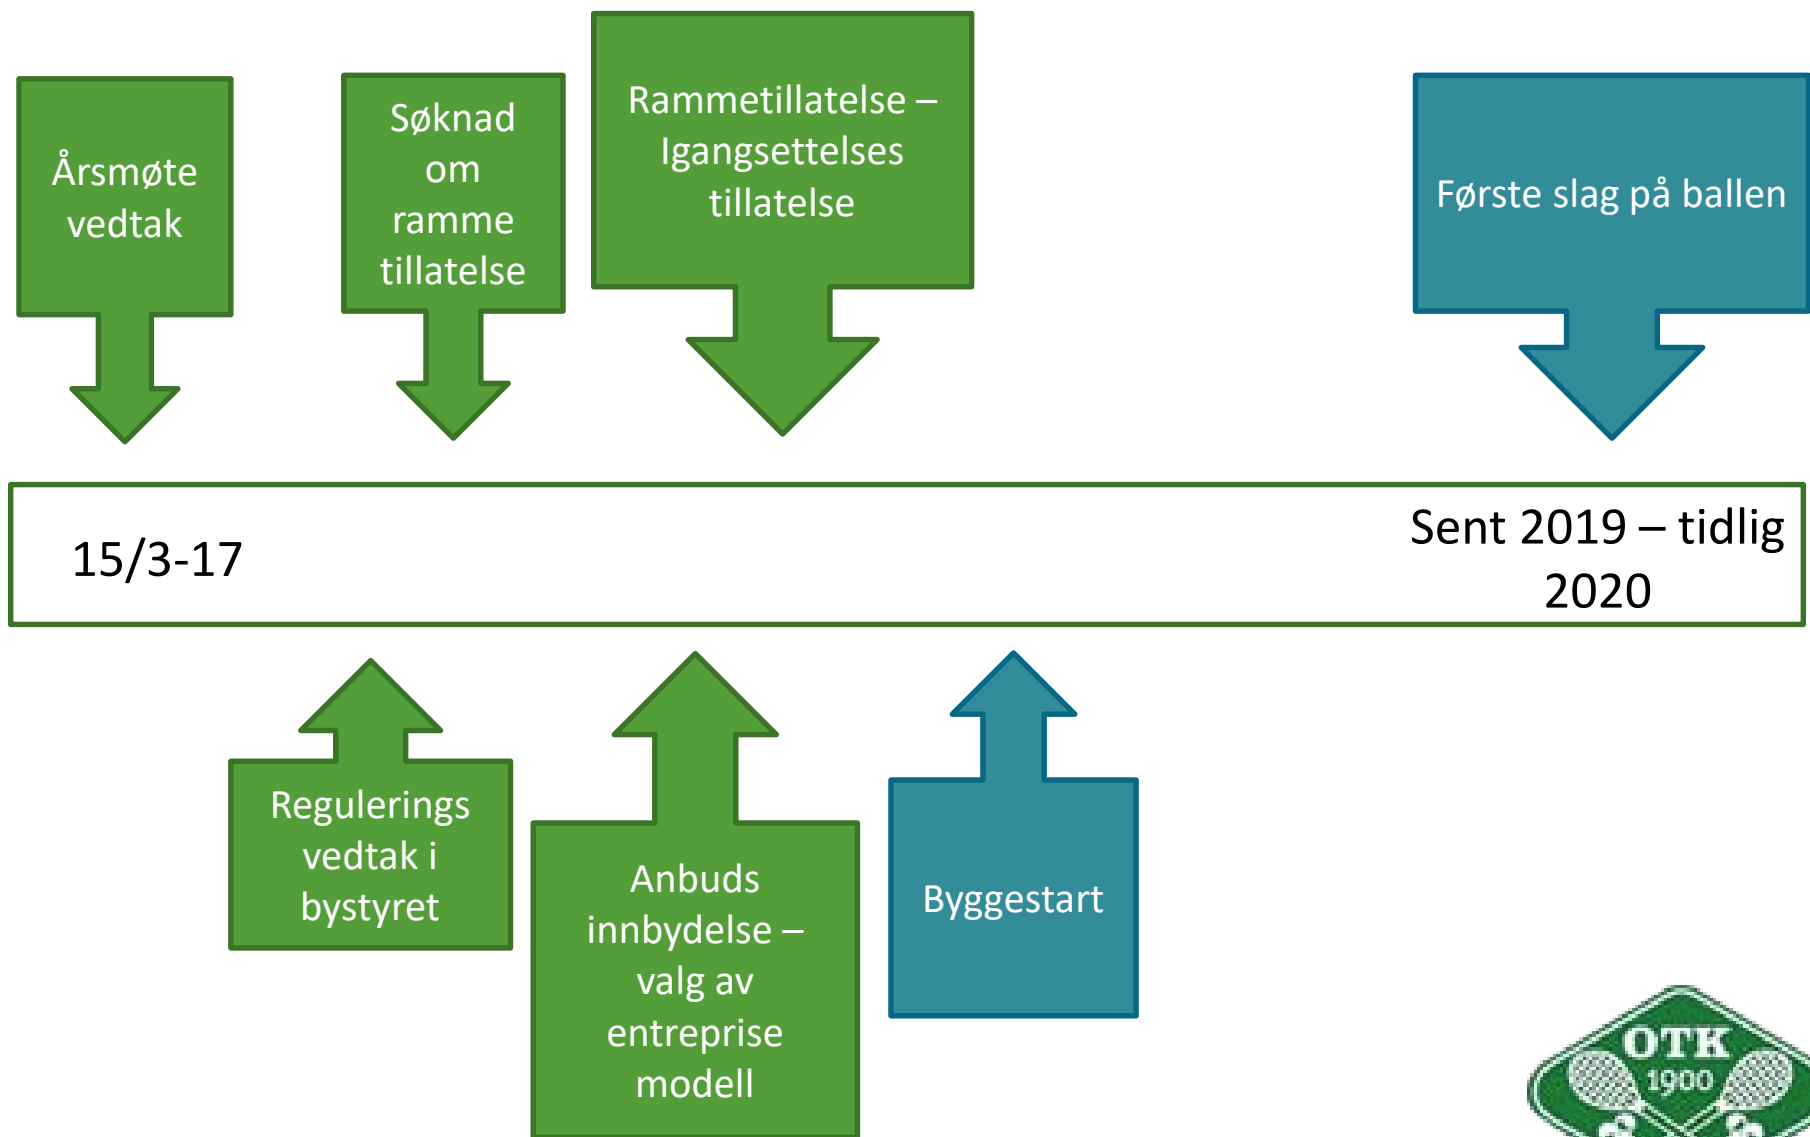 Årsmøte
vedtak
Søknad
om
ramme
tillatelse
Rammetillatelse –
Igangsettelses
tillatelse
Første slag på ballen
15/3-17
Sent 2019 – tidlig
2020
Regulerings
vedtak i
bystyret
Anbuds
innbydelse –
valg av
entreprise
modell
Byggestart
OTK
1900